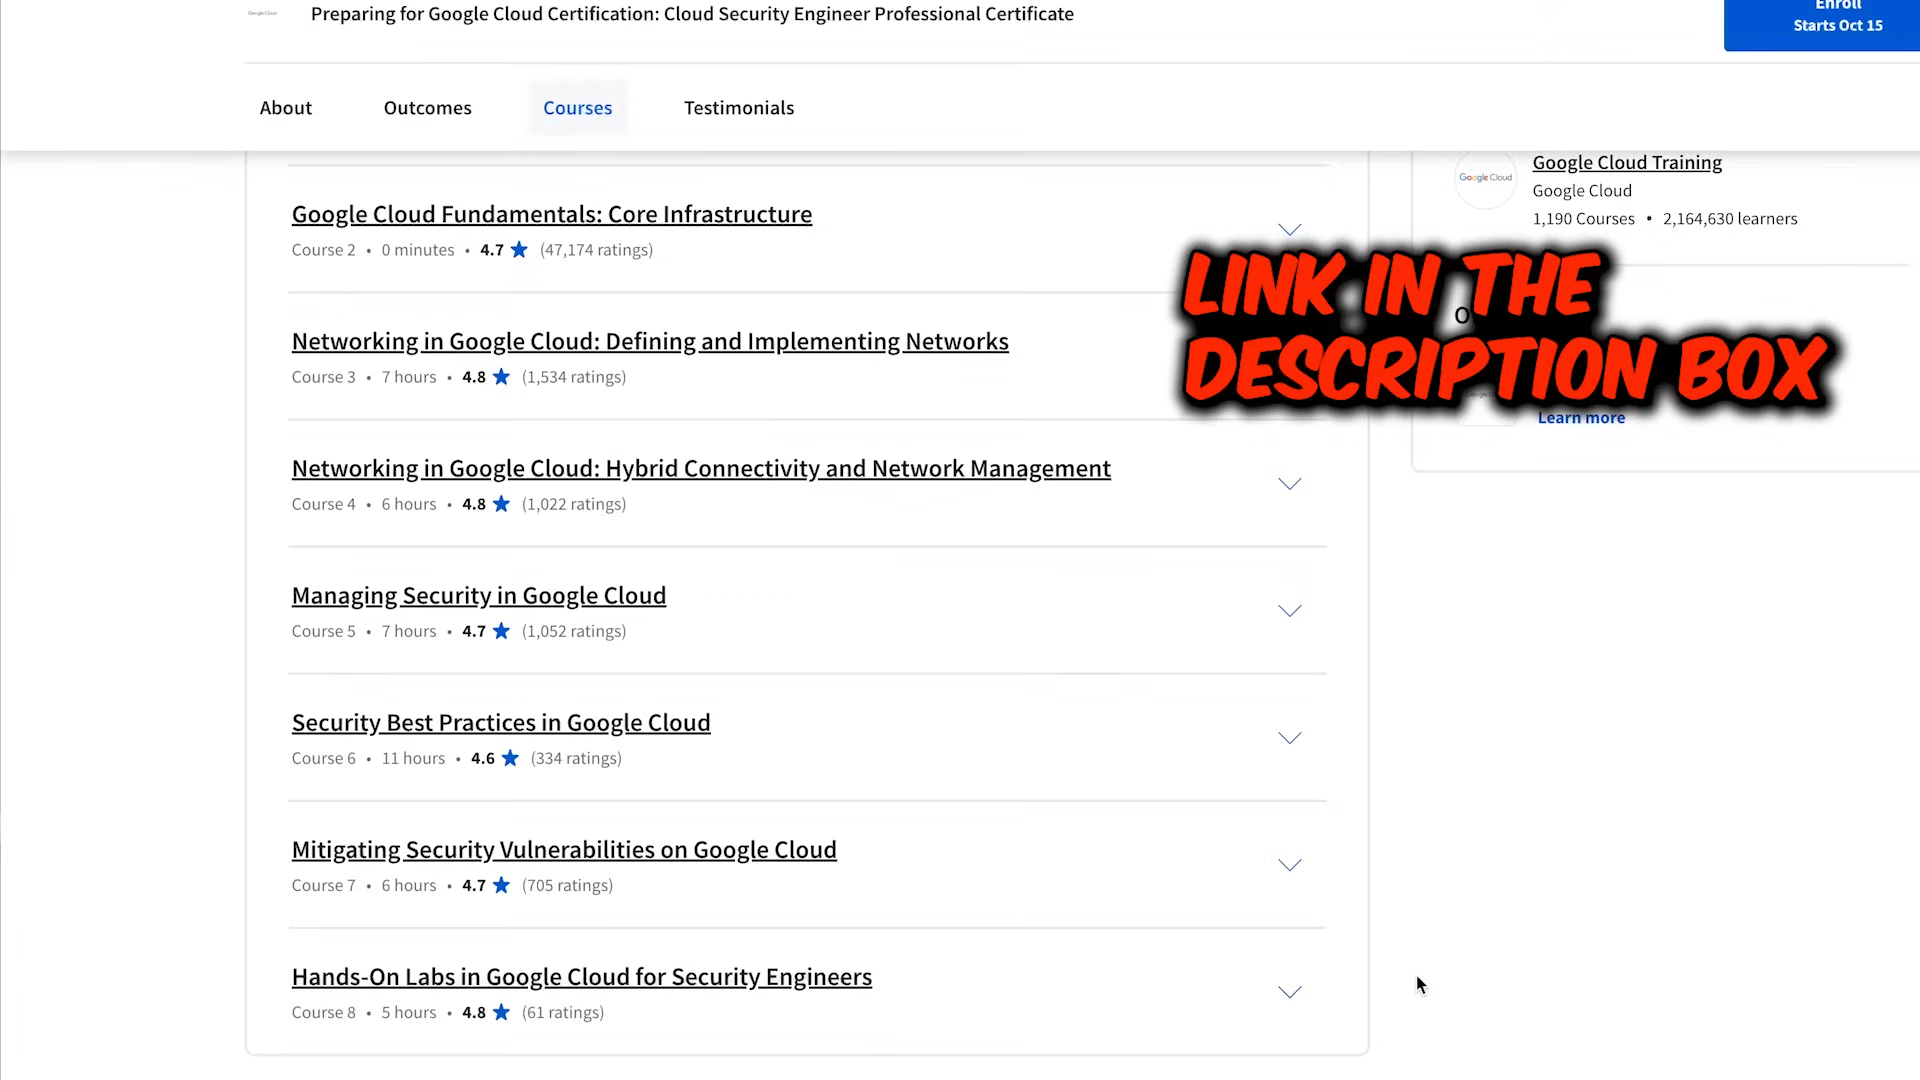 Google Cloud
Preparing for Google Cloud Certification: Cloud Security Engineer Professional Certificate
Enroll
Starts Oct 15
About
Outcomes
Courses
Testimonials
Google Cloud Fundamentals: Core Infrastructure
Course 2 • 0 minutes • 4.7 ★ (47,174 ratings)
Networking in Google Cloud: Defining and Implementing Networks
Course 3 • 7 hours • 4.8 ★ (1,534 ratings)
Networking in Google Cloud: Hybrid Connectivity and Network Management
Course 4 • 6 hours • 4.8 ★ (1,022 ratings)
Managing Security in Google Cloud
Course 5 • 7 hours • 4.7 ★ (1,052 ratings)
Security Best Practices in Google Cloud
Course 6 • 11 hours • 4.6 ★ (334 ratings)
Mitigating Security Vulnerabilities on Google Cloud
Course 7 • 6 hours • 4.7 ★ (705 ratings)
Hands-On Labs in Google Cloud for Security Engineers
Course 8 • 5 hours • 4.8 ★ (61 ratings)
Google Cloud
Google Cloud Training
Google Cloud
1,190 Courses • 2,164,630 learners
LINK IN THE
DESCRIPTION BOX
Learn more